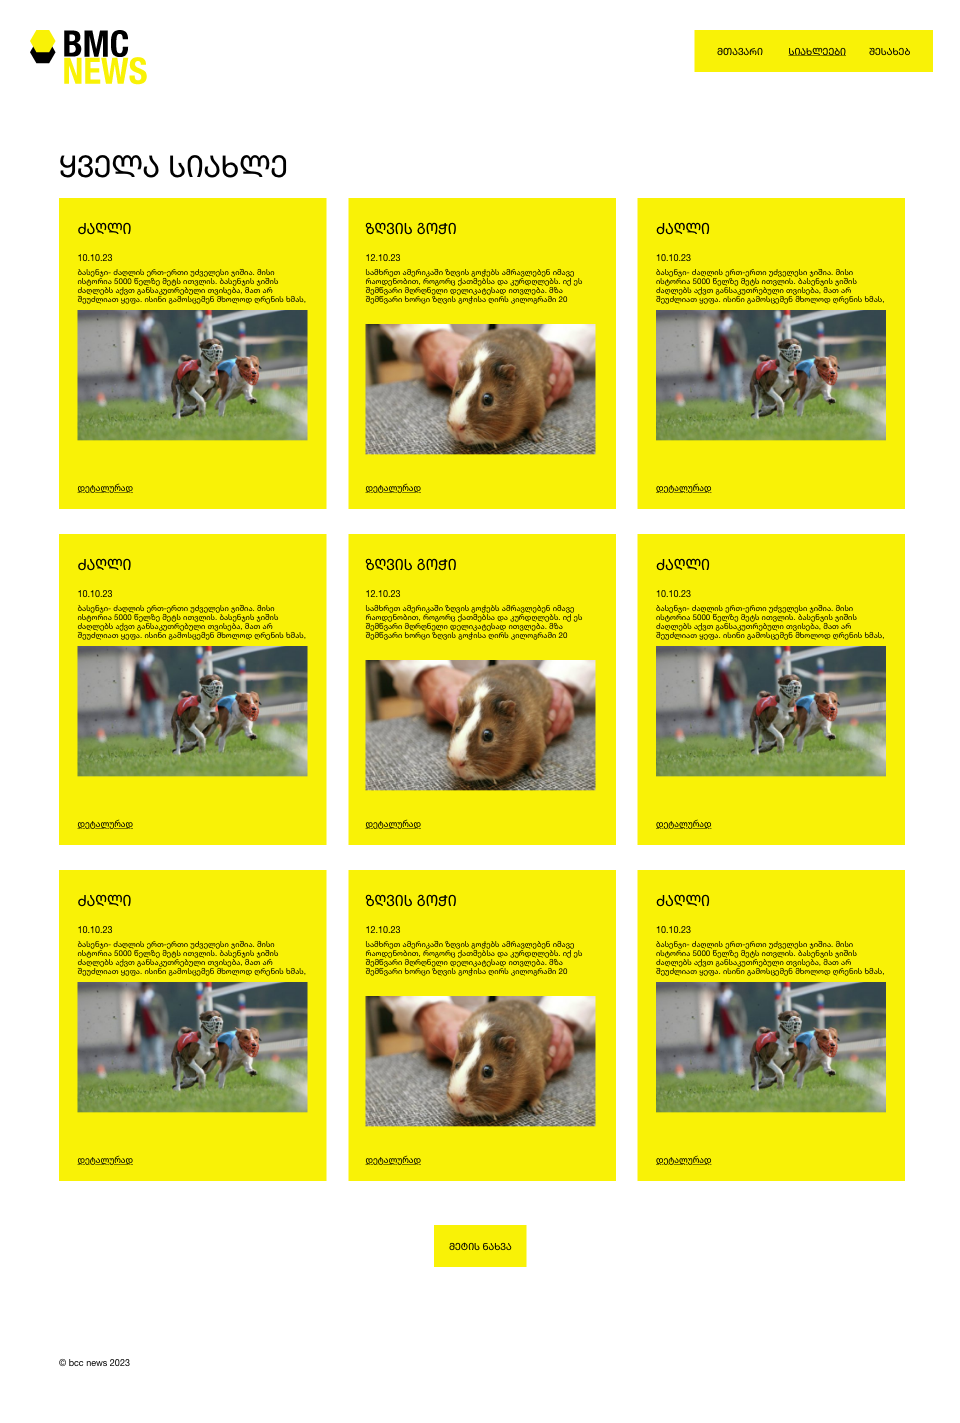 BMC
NEWS
მთავარი სიახლეები შესახებ
ყველა სიახლე
ძაღლი
10.10.23
ბასენჯი- ძაღლის ერთ-ერთი უძველესი ჯიშია. მისი
ისტორია 5000 წელზე მეტს ითვლის. ბასენჯის ჯიშის
ძაღლებს აქვთ განსაკუთრებული თვისება, მათ არ
შეუძლიათ ყეფა. ისინი გამოსცემენ მხოლოდ ღრენის ხმას,
დეტალურად
ზღვის გოჭი
12.10.23
სამხრეთ ამერიკაში ზღვის გოჭებს ამრავლებენ იმავე
რაოდენობით, როგორც ქათმებსა და კურდღლებს. იქ ეს
შემწვარი მღრღნელი დელიკატესად ითვლება. მზა
შემწვარი ხორცი ზღვის გოჭისა ღირს კილოგრამი 20
დეტალურად
ძაღლი
10.10.23
ბასენჯი- ძაღლის ერთ-ერთი უძველესი ჯიშია. მისი
ისტორია 5000 წელზე მეტს ითვლის. ბასენჯის ჯიშის
ძაღლებს აქვთ განსაკუთრებული თვისება, მათ არ
შეუძლიათ ყეფა. ისინი გამოსცემენ მხოლოდ ღრენის ხმას,
დეტალურად
ძაღლი
10.10.23
ბასენჯი- ძაღლის ერთ-ერთი უძველესი ჯიშია. მისი
ისტორია 5000 წელზე მეტს ითვლის. ბასენჯის ჯიშის
ძაღლებს აქვთ განსაკუთრებული თვისება, მათ არ
შეუძლიათ ყეფა. ისინი გამოსცემენ მხოლოდ ღრენის ხმას,
დეტალურად
ზღვის გოჭი
12.10.23
სამხრეთ ამერიკაში ზღვის გოჭებს ამრავლებენ იმავე
რაოდენობით, როგორც ქათმებსა და კურდღლებს. იქ ეს
შემწვარი მღრღნელი დელიკატესად ითვლება. მზა
შემწვარი ხორცი ზღვის გოჭისა ღირს კილოგრამი 20
დეტალურად
ძაღლი
10.10.23
ბასენჯი- ძაღლის ერთ-ერთი უძველესი ჯიშია. მისი
ისტორია 5000 წელზე მეტს ითვლის. ბასენჯის ჯიშის
ძაღლებს აქვთ განსაკუთრებული თვისება, მათ არ
შეუძლიათ ყეფა. ისინი გამოსცემენ მხოლოდ ღრენის ხმას,
დეტალურად
ძაღლი
10.10.23
ბასენჯი- ძაღლის ერთ-ერთი უძველესი ჯიშია. მისი
ისტორია 5000 წელზე მეტს ითვლის. ბასენჯის ჯიშის
ძაღლებს აქვთ განსაკუთრებული თვისება, მათ არ
შეუძლიათ ყეფა. ისინი გამოსცემენ მხოლოდ ღრენის ხმას,
დეტალურად
ზღვის გოჭი
12.10.23
სამხრეთ ამერიკაში ზღვის გოჭებს ამრავლებენ იმავე
რაოდენობით, როგორც ქათმებსა და კურდღლებს. იქ ეს
შემწვარი მღრღნელი დელიკატესად ითვლება. მზა
შემწვარი ხორცი ზღვის გოჭისა ღირს კილოგრამი 20
დეტალურად
ძაღლი
10.10.23
ბასენჯი- ძაღლის ერთ-ერთი უძველესი ჯიშია. მისი
ისტორია 5000 წელზე მეტს ითვლის. ბასენჯის ჯიშის
ძაღლებს აქვთ განსაკუთრებული თვისება, მათ არ
შეუძლიათ ყეფა. ისინი გამოსცემენ მხოლოდ ღრენის ხმას,
დეტალურად
მეტის ნახვა
© bcc news 2023